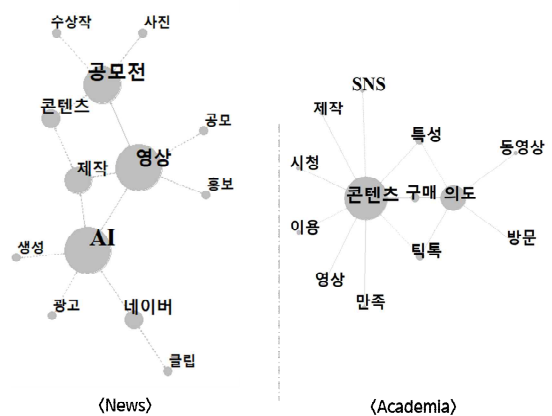 수상작
사진
공모전
콘텐츠
공모
영상
제작
홍보
AI
생성
광고
네이버
클립
〈News〉
SNS
제작
특성
동영상
시청
콘텐츠
구매
의도
이용
틱톡
방문
영상
만족
〈Academia〉